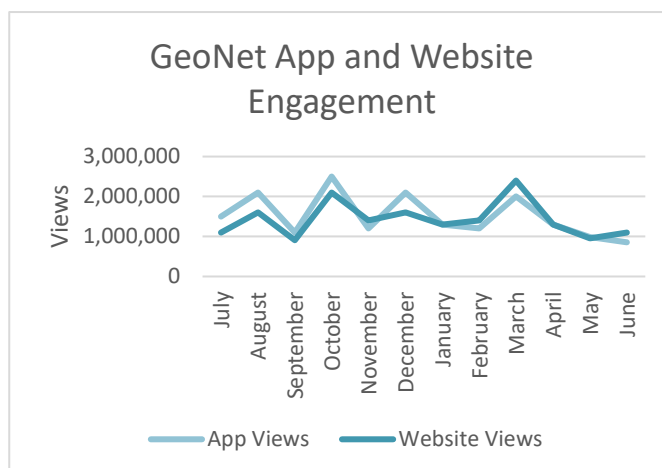 GeoNet App and Website
Engagement
Views
3,000,000
2,000,000
1,000,000
0
July
August
September
October
November
December
January
February
March
April
May
June
App Views
Website Views